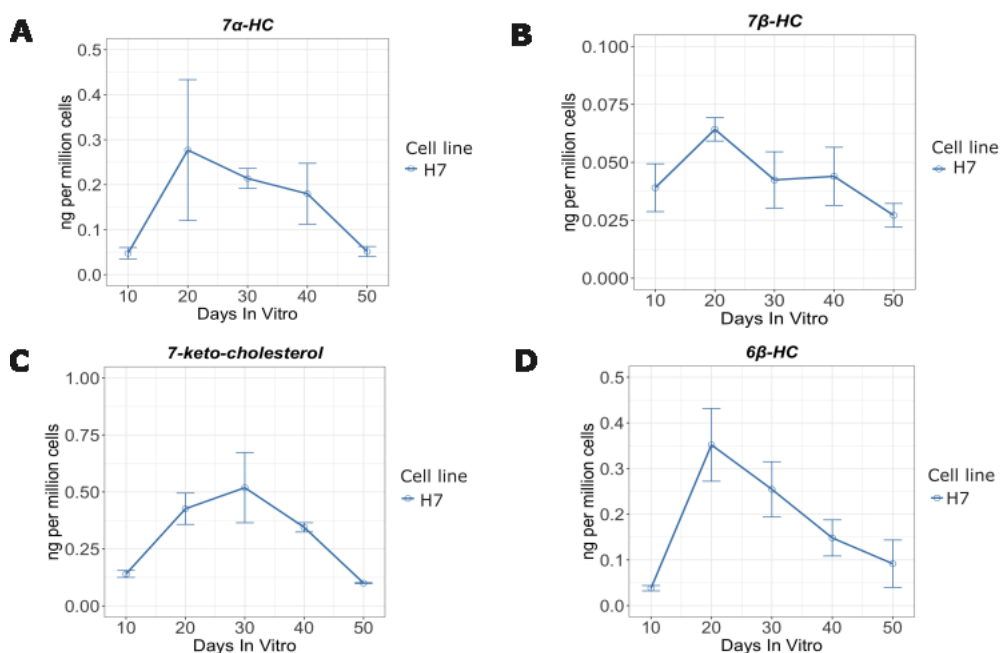 A
7α-HC
ng per million cells
0.5
0.4
0.3
0.2
0.1
0.0
10 20 30 40 50
Days In Vitro
Cell line
H7
B
7β-HC
ng per million cells
0.100
0.075
0.050
0.025
0.000
10 20 30 40 50
Days In Vitro
Cell line
H7
C
7-keto-cholesterol
ng per million cells
1.00
0.75
0.50
0.25
0.00
10 20 30 40 50
Days In Vitro
Cell line
H7
D
6β-HC
ng per million cells
0.5
0.4
0.3
0.2
0.1
0.0
10 20 30 40 50
Days In Vitro
Cell line
H7